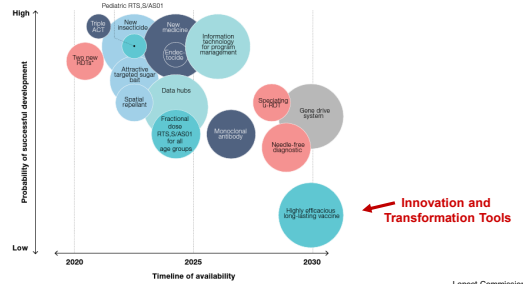 Pediatric RTS,S/AS01
High
Triple
ACT
New
insecticide
New
medicine
Endec-
tocide
Information
technology
for program
management
Two new
RDTs*
Attractive
targeted sugar
bait
Spatial
repellant
Data hubs
Fractional
dose
RTS,S/AS01
for all
age groups
Monoclonal
antibody
Speciating
u-RDT
Gene drive
system
Needle-free
diagnostic
Highly efficacious
long-lasting vaccine
Innovation and
Transformation Tools
Probability of successful development
Low
2020
2025
2030
Timeline of availability